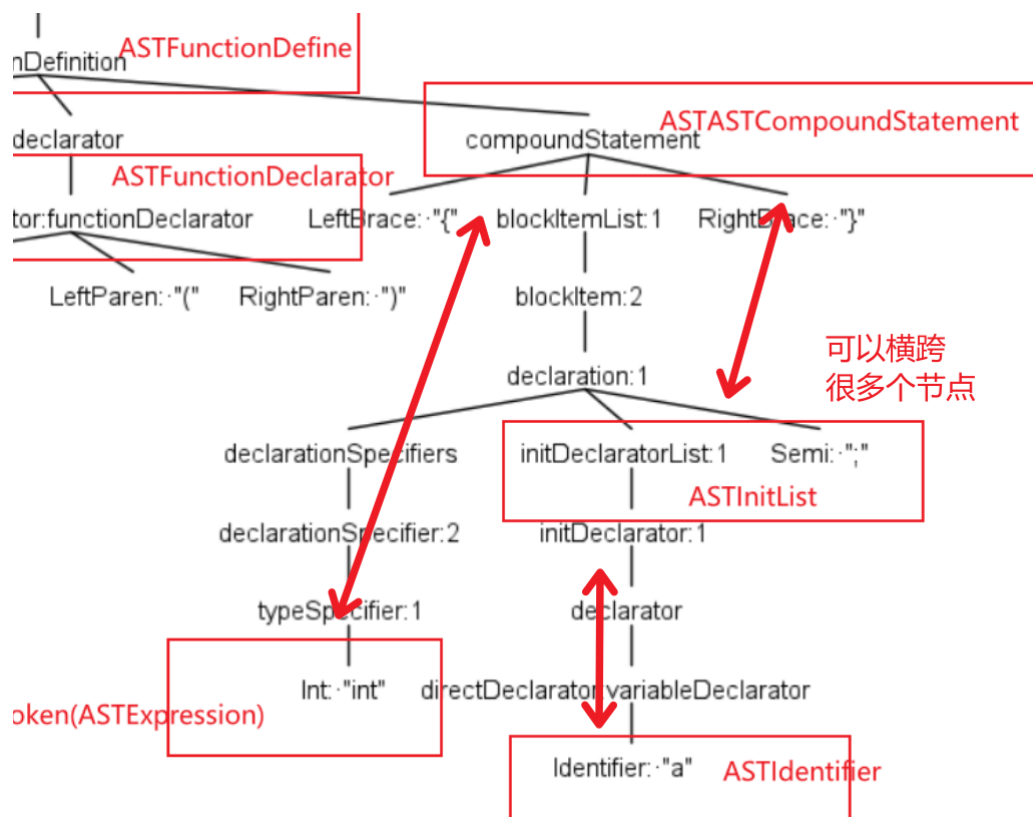 ASTFunctionDefine
nDefinition
ASTASTCompoundStatement
declarator
compoundStatement
ASTFunctionDeclarator
tor:functionDeclarator
LeftBrace:·"{"
blockItemList:1
RightBrace:·"}"
LeftParen:·"("
RightParen:·")"
blockItem:2
可以横跨
很多个节点
declaration:1
declarationSpecifiers
initDeclaratorList:1
Semi:·";"
ASTInitList
declarationSpecifier:2
initDeclarator:1
typeSpecifier:1
declarator
Int:·"int"
directDeclarator:variableDeclarator
oken(ASTExpression)
Identifier:·"a"
ASTIdentifier